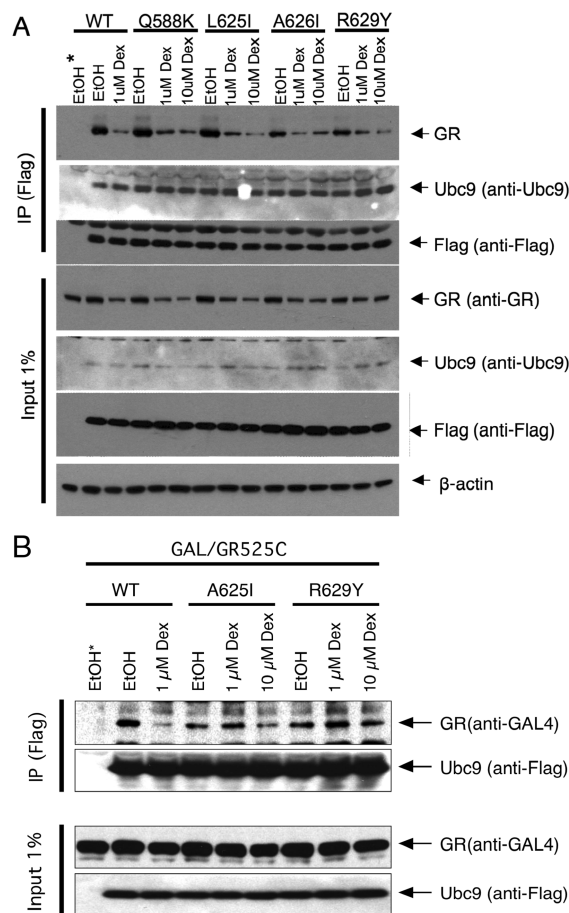 A
WT Q588K L625I A626I R629Y
EtOH* EtOH 1uM Dex EtOH 1uM Dex 10uM Dex EtOH 1uM Dex 10uM Dex EtOH 1uM Dex 10uM Dex EtOH 1uM Dex 10uM Dex
IP (Flag)
GR
Ubc9 (anti-Ubc9)
Flag (anti-Flag)
Input 1%
GR (anti-GR)
Ubc9 (anti-Ubc9)
Flag (anti-Flag)
β-actin
B
GAL/GR525C
WT A625I R629Y
EtOH* EtOH 1 µM Dex EtOH 1 µM Dex 10 µM Dex EtOH 1 µM Dex 10 µM Dex
IP (Flag)
GR(anti-GAL4)
Ubc9 (anti-Flag)
Input 1%
GR(anti-GAL4)
Ubc9 (anti-Flag)